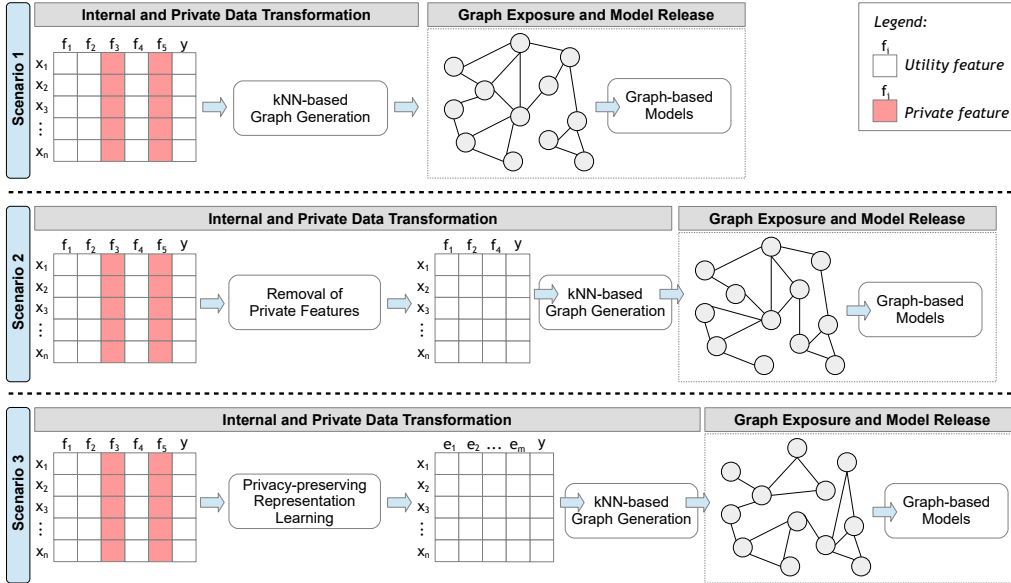 Scenario 1
Internal and Private Data Transformation
Graph Exposure and Model Release
f1 f2 f3 f4 f5 y
x1
x2
x3
⋮
xn
kNN-based
Graph Generation
Graph-based
Models
Legend:
fi
Utility feature
fi
Private feature
Scenario 2
Internal and Private Data Transformation
Graph Exposure and Model Release
f1 f2 f3 f4 f5 y
x1
x2
x3
⋮
xn
Removal of
Private Features
f1 f2 f4 y
x1
x2
x3
⋮
xn
kNN-based
Graph Generation
Graph-based
Models
Scenario 3
Internal and Private Data Transformation
Graph Exposure and Model Release
f1 f2 f3 f4 f5 y
x1
x2
x3
⋮
xn
Privacy-preserving
Representation
Learning
e1 e2 ... em y
x1
x2
x3
⋮
xn
kNN-based
Graph Generation
Graph-based
Models